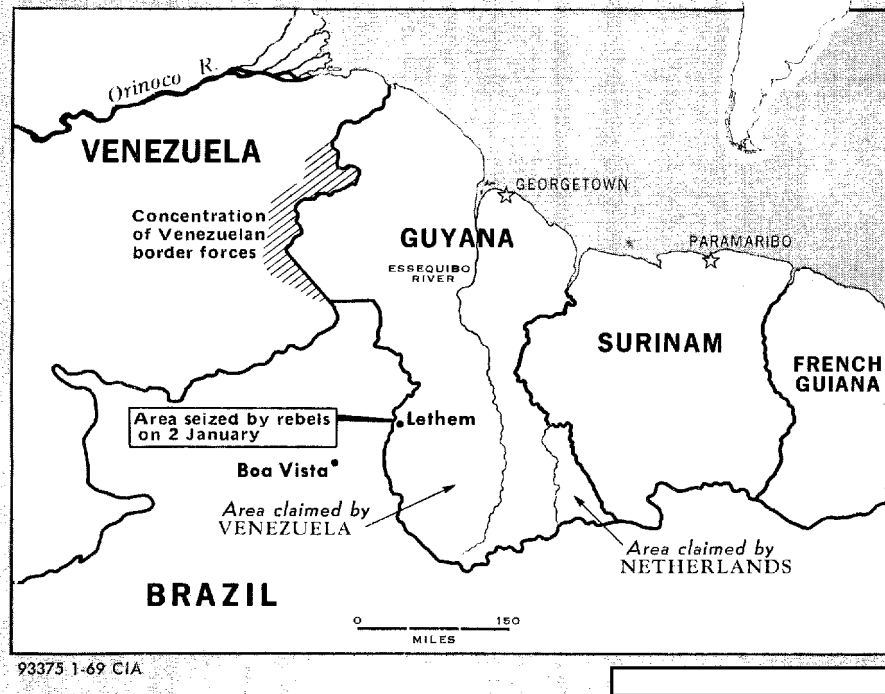 Orinoco R.
VENEZUELA
GEORGETOWN
Concentration
of Venezuelan
border forces
GUYANA
PARAMARIBO
ESSEQUIBO
RIVER
SURINAM
FRENCH
GUIANA
Area seized by rebels
on 2 January
Lethem
Boa Vista
Area claimed by
VENEZUELA
Area claimed by
NETHERLANDS
BRAZIL
0 150
MILES
93375 1-69 CIA